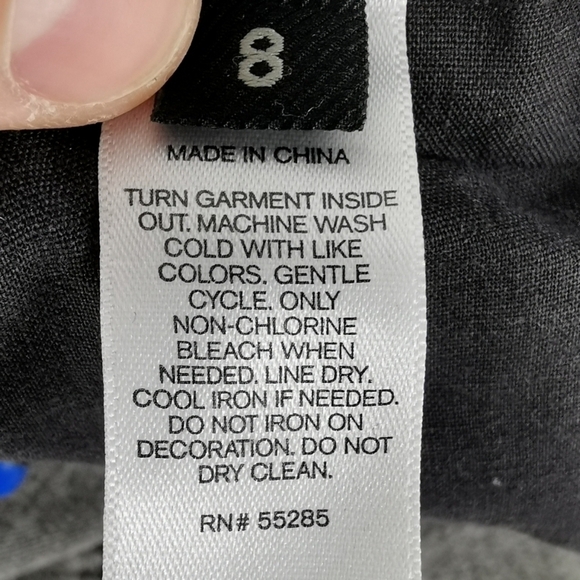 8
MADE IN CHINA
TURN GARMENT INSIDE
OUT. MACHINE WASH
COLD WITH LIKE
COLORS. GENTLE
CYCLE. ONLY
NON-CHLORINE
BLEACH WHEN
NEEDED. LINE DRY.
COOL IRON IF NEEDED.
DO NOT IRON ON
DECORATION. DO NOT
DRY CLEAN.
RN# 55285